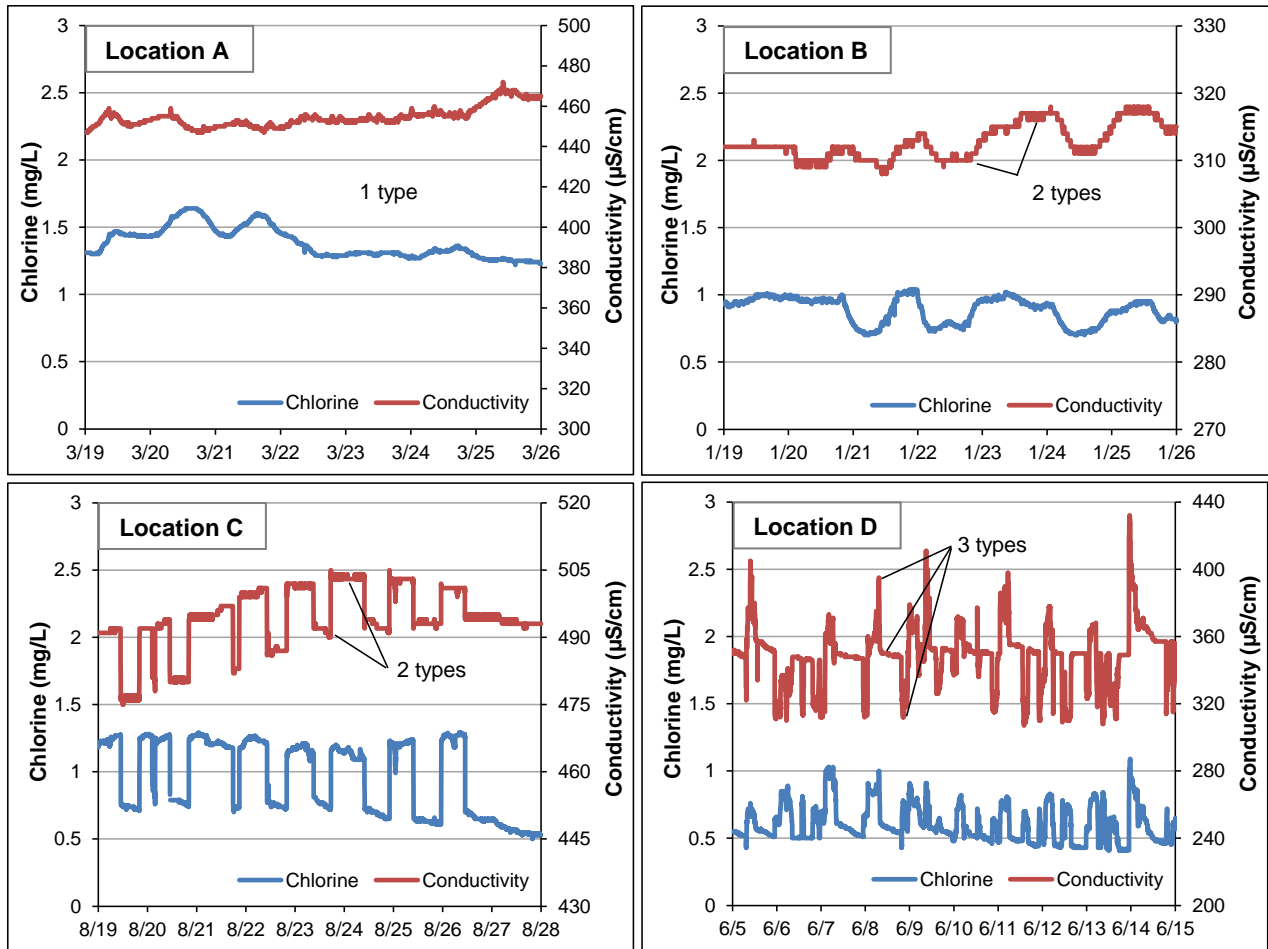 Location A
Chlorine (mg/L)
3
2.5
2
1.5
1
0.5
0
500
480
460
440
420
400
380
360
340
320
300
Conductivity (µS/cm)
1 type
Chlorine
Conductivity
3/19 3/20 3/21 3/22 3/23 3/24 3/25 3/26
Location B
Chlorine (mg/L)
3
2.5
2
1.5
1
0.5
0
330
320
310
300
290
280
270
Conductivity (µS/cm)
2 types
Chlorine
Conductivity
1/19 1/20 1/21 1/22 1/23 1/24 1/25 1/26
Location C
Chlorine (mg/L)
3
2.5
2
1.5
1
0.5
0
520
505
490
475
460
445
430
Conductivity (µS/cm)
2 types
Chlorine
Conductivity
8/19 8/20 8/21 8/22 8/23 8/24 8/25 8/26 8/28
Location D
Chlorine (mg/L)
3
2.5
2
1.5
1
0.5
0
440
400
360
320
280
240
200
Conductivity (µS/cm)
3 types
Chlorine
Conductivity
6/5 6/6 6/7 6/8 6/9 6/10 6/11 6/12 6/13 6/14 6/15